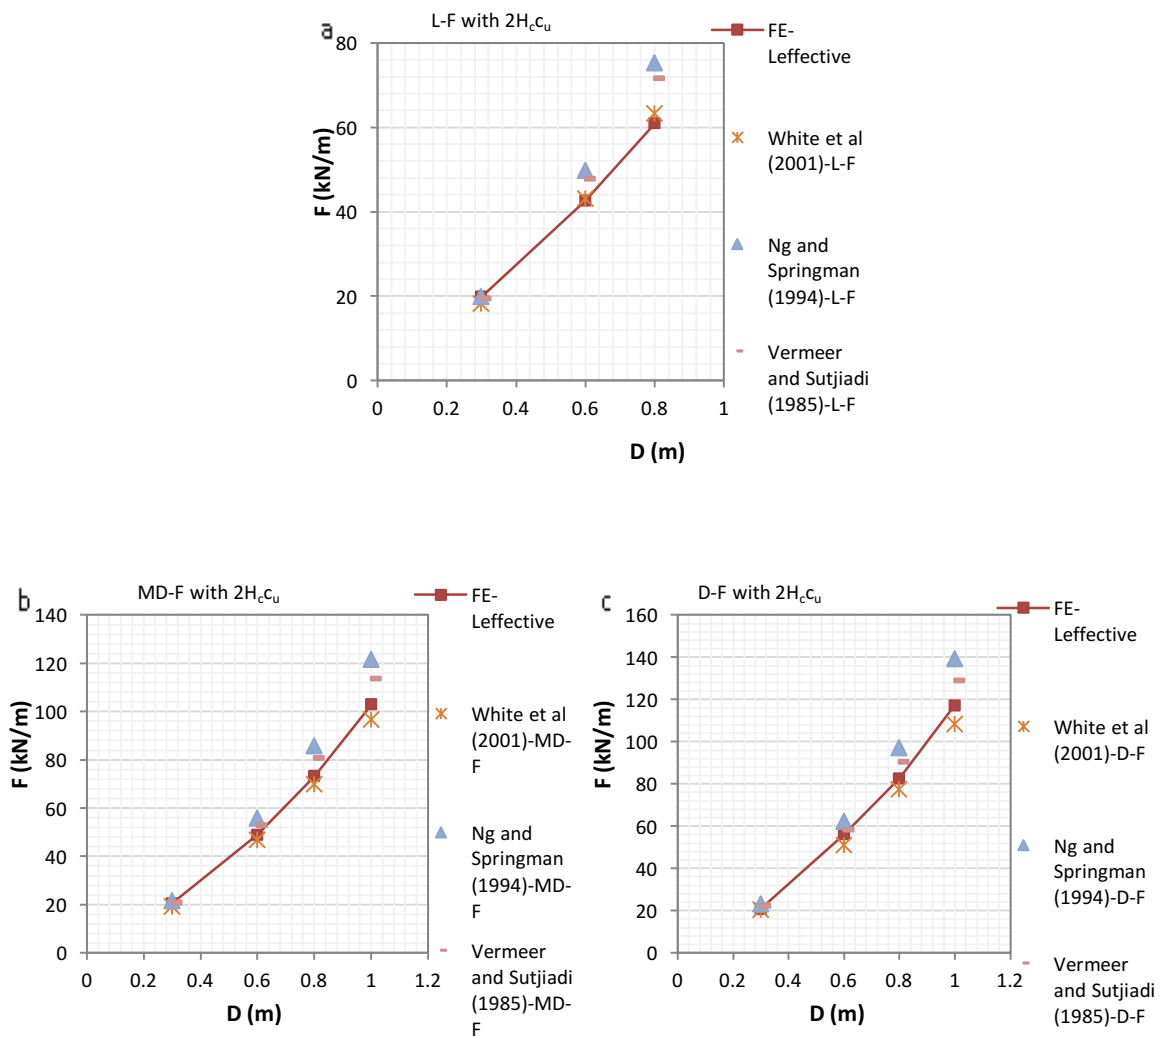 a
L-F with 2Hccu
FE-
Leffective
White et al
(2001)-L-F
Ng and
Springman
(1994)-L-F
Vermeer
and Sutjiadi
(1985)-L-F
F (kN/m)
80
60
40
20
0
0 0.2 0.4 0.6 0.8 1
D (m)
b
MD-F with 2Hccu
FE-
Leffective
White et al
(2001)-MD-
F
Ng and
Springman
(1994)-MD-
F
Vermeer
and Sutjiadi
(1985)-MD-
F
F (kN/m)
140
120
100
80
60
40
20
0
0 0.2 0.4 0.6 0.8 1 1.2
D (m)
c
D-F with 2Hccu
FE-
Leffective
White et al
(2001)-D-F
Ng and
Springman
(1994)-D-F
Vermeer
and Sutjiadi
(1985)-D-F
F (kN/m)
160
140
120
100
80
60
40
20
0
0 0.2 0.4 0.6 0.8 1 1.2
D (m)